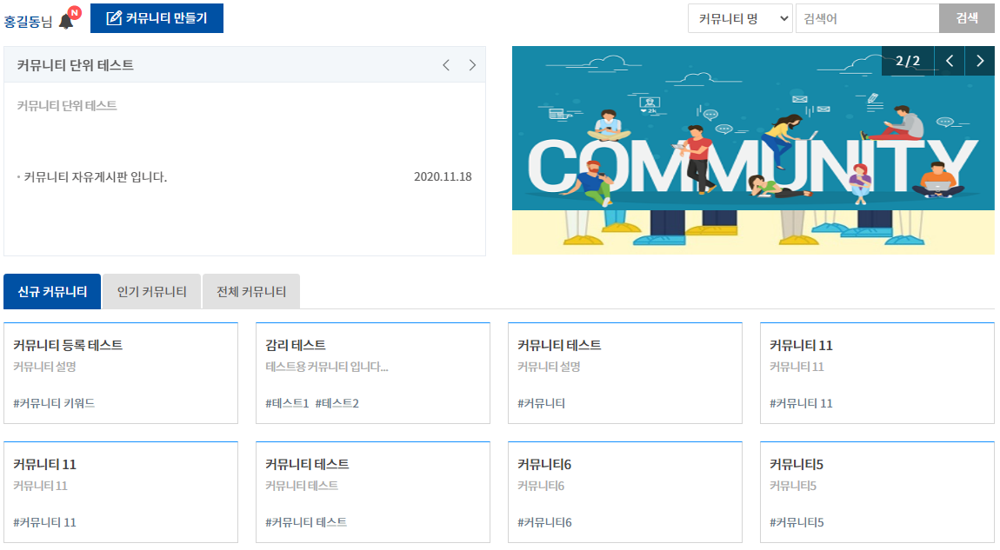 홍길동님 N 커뮤니티 만들기 커뮤니티 명 검색어 검색
커뮤니티 단위 테스트
커뮤니티 단위 테스트
· 커뮤니티 자유게시판 입니다. 2020.11.18
2/2
2k
COMMUNITY
신규 커뮤니티 인기 커뮤니티 전체 커뮤니티
커뮤니티 등록 테스트
커뮤니티 설명
#커뮤니티 키워드
감리 테스트
테스트용 커뮤니티 입니다...
#테스트1 #테스트2
커뮤니티 테스트
커뮤니티 설명
#커뮤니티
커뮤니티 11
커뮤니티 11
#커뮤니티 11
커뮤니티 11
커뮤니티 11
#커뮤니티 11
커뮤니티 테스트
커뮤니티 테스트
#커뮤니티 테스트
커뮤니티6
커뮤니티6
#커뮤니티6
커뮤니티5
커뮤니티5
#커뮤니티5